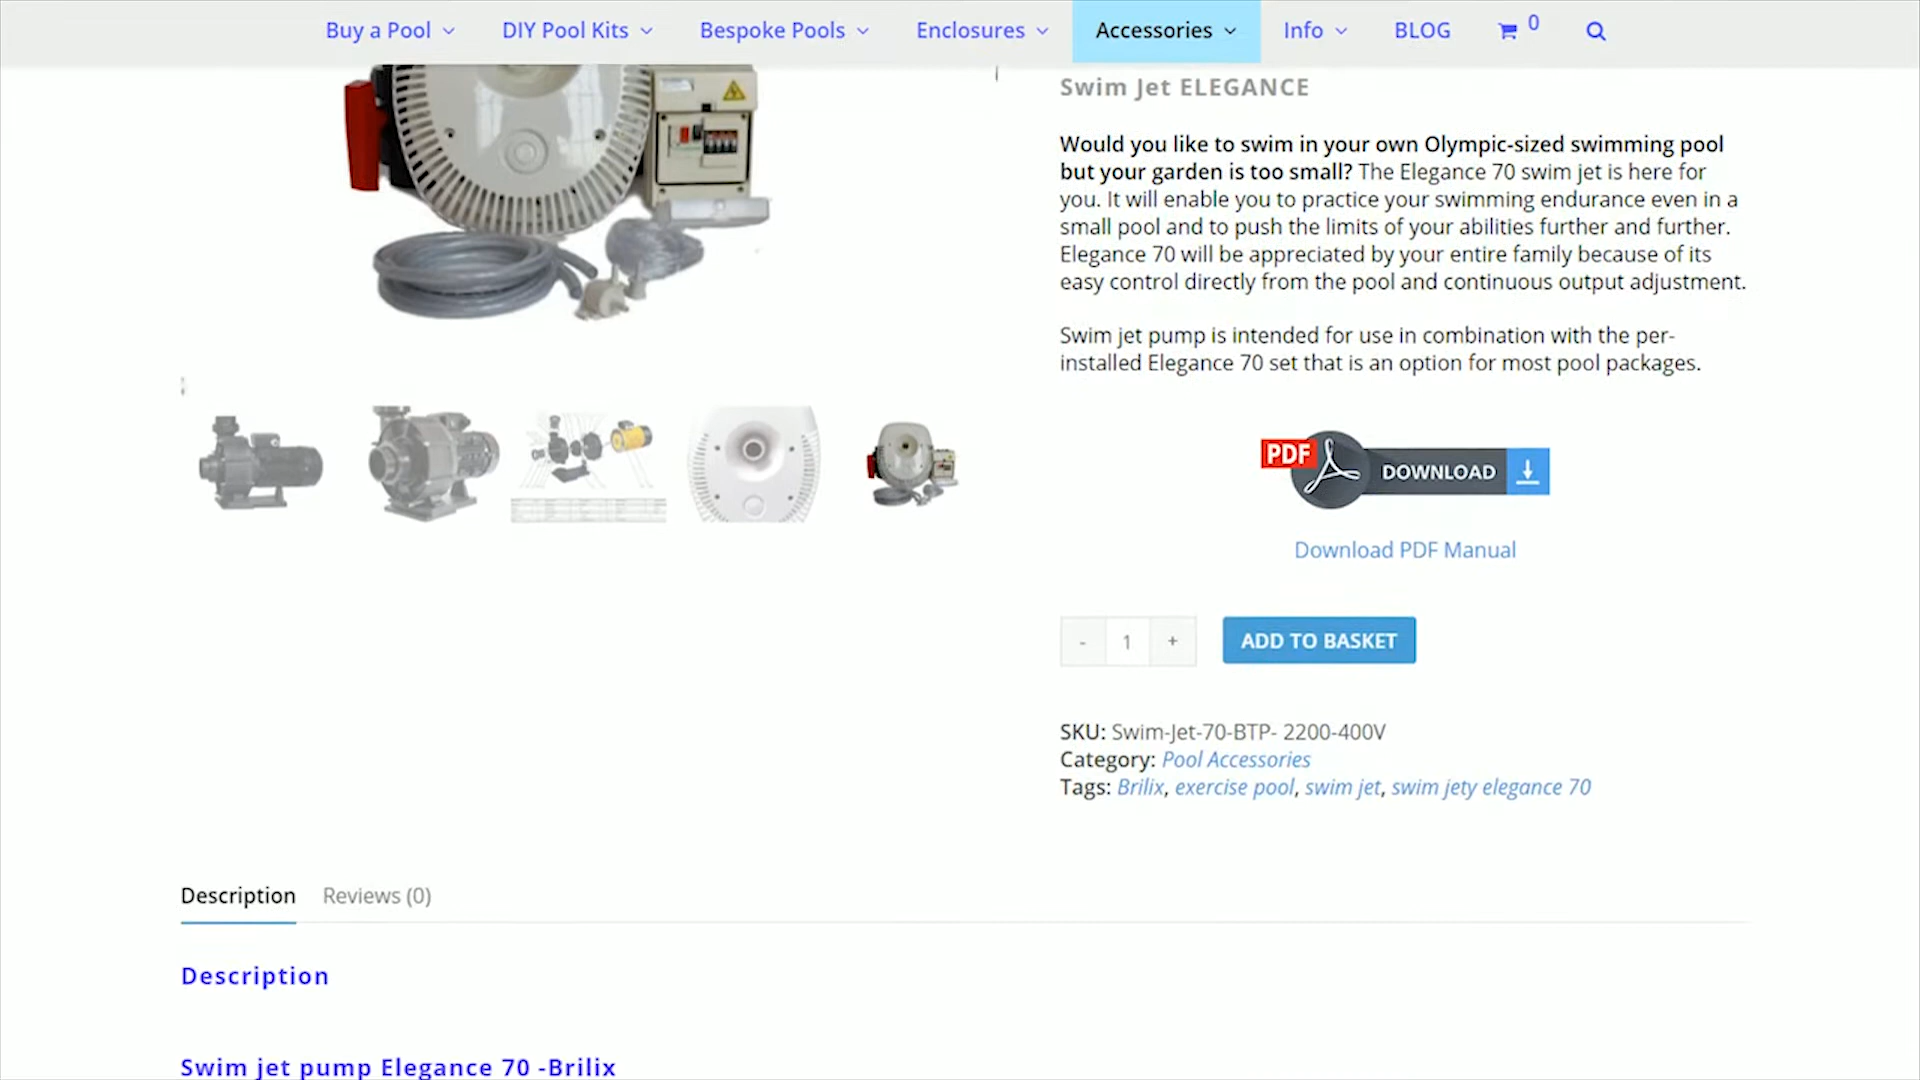 Buy a Pool DIY Pool Kits Bespoke Pools Enclosures Accessories Info BLOG 0
Swim Jet ELEGANCE
Would you like to swim in your own Olympic-sized swimming pool
but your garden is too small? The Elegance 70 swim jet is here for
you. It will enable you to practice your swimming endurance even in a
small pool and to push the limits of your abilities further and further.
Elegance 70 will be appreciated by your entire family because of its
easy control directly from the pool and continuous output adjustment.
Swim jet pump is intended for use in combination with the per-
installed Elegance 70 set that is an option for most pool packages.
PDF DOWNLOAD
Download PDF Manual
- 1 + ADD TO BASKET
SKU: Swim-Jet-70-BTP- 2200-400V
Category: Pool Accessories
Tags: Brilix, exercise pool, swim jet, swim jety elegance 70
Description Reviews (0)
Description
Swim jet pump Elegance 70 -Brilix